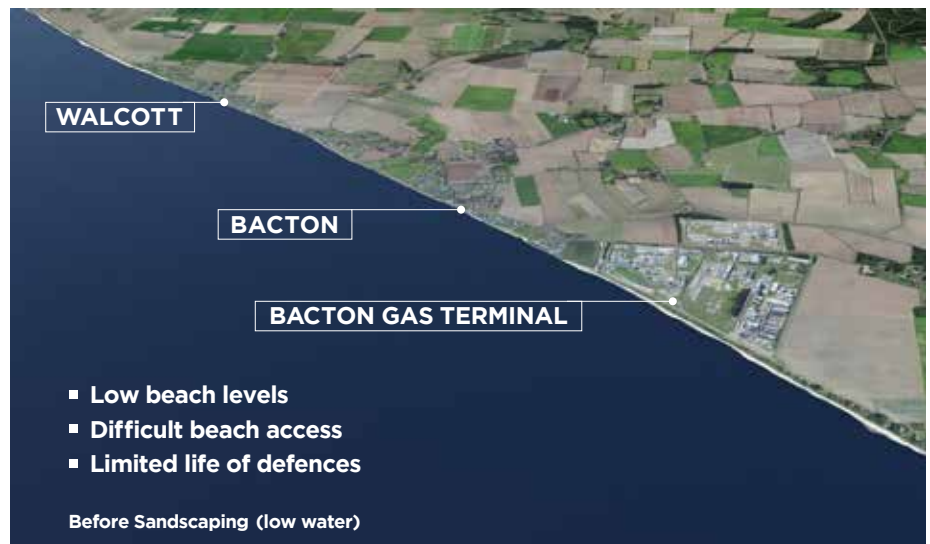 WALCOTT
BACTON
BACTON GAS TERMINAL
▪ Low beach levels
▪ Difficult beach access
▪ Limited life of defences
Before Sandscaping (low water)